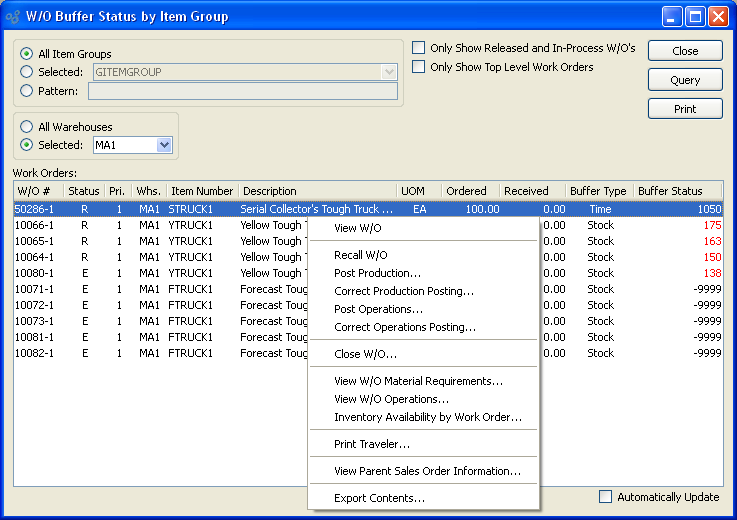 W/O Buffer Status by Item Group
All Item Groups
Selected: GITEMGROUP
Pattern:
Only Show Released and In-Process W/O's
Only Show Top Level Work Orders
Close
Query
Print
All Warehouses
Selected: MA1
Work Orders:
W/O # Status Pri. Whs. Item Number Description UOM Ordered Received Buffer Type Buffer Status
50286-1 R 1 MA1 STRUCK1 Serial Collector's Tough Truck ... EA 100.00 0.00 Time 1050
10066-1 R 1 MA1 YTRUCK1 Yellow Tough 0.00 Stock 175
10065-1 R 1 MA1 YTRUCK1 Yellow Tough 0.00 Stock 163
10064-1 R 1 MA1 YTRUCK1 Yellow Tough 0.00 Stock 150
10080-1 E 1 MA1 YTRUCK1 Yellow Tough 0.00 Stock 138
10071-1 E 1 MA1 FTRUCK1 Forecast Toug 0.00 Stock -9999
10072-1 E 1 MA1 FTRUCK1 Forecast Toug 0.00 Stock -9999
10073-1 E 1 MA1 FTRUCK1 Forecast Toug 0.00 Stock -9999
10081-1 E 1 MA1 FTRUCK1 Forecast Toug 0.00 Stock -9999
10082-1 E 1 MA1 FTRUCK1 Forecast Toug 0.00 Stock -9999
View W/O
Recall W/O
Post Production...
Correct Production Posting...
Post Operations...
Correct Operations Posting...
Close W/O...
View W/O Material Requirements...
View W/O Operations...
Inventory Availability by Work Order...
Print Traveler...
View Parent Sales Order Information...
Export Contents...
Automatically Update